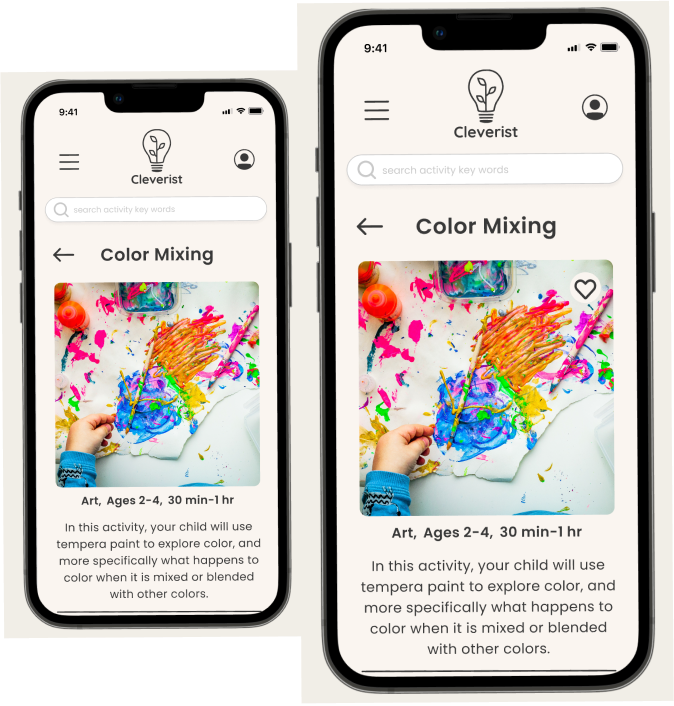 9:41
Cleverist
search activity key words
Color Mixing
Art, Ages 2-4, 30 min-1 hr
In this activity, your child will use
tempera paint to explore color, and
more specifically what happens to
color when it is mixed or blended
with other colors.
9:41
Cleverist
search activity key words
Color Mixing
Art, Ages 2-4, 30 min-1 hr
In this activity, your child will use
tempera paint to explore color, and
more specifically what happens to
color when it is mixed or blended
with other colors.